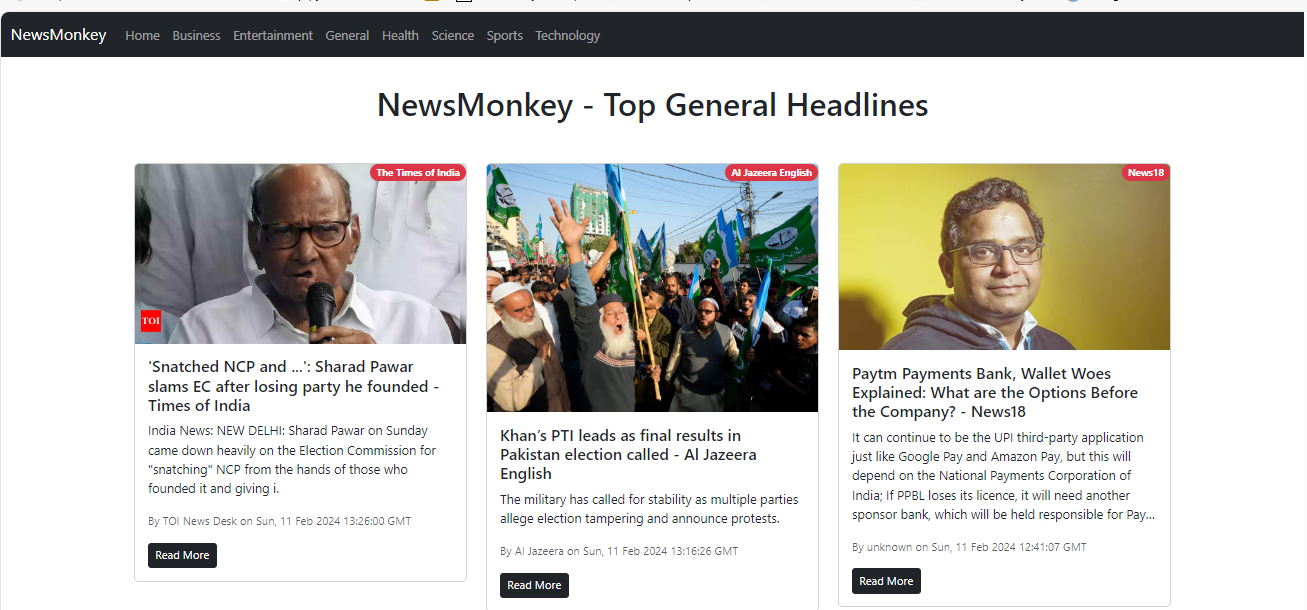 NewsMonkey Home Business Entertainment General Health Science Sports Technology
NewsMonkey - Top General Headlines
The Times of India
TOI
'Snatched NCP and ...': Sharad Pawar
slams EC after losing party he founded -
Times of India
India News: NEW DELHI: Sharad Pawar on Sunday
came down heavily on the Election Commission for
"snatching" NCP from the hands of those who
founded it and giving i.
By TOI News Desk on Sun, 11 Feb 2024 13:26:00 GMT
Read More
Al Jazeera English
Khan’s PTI leads as final results in
Pakistan election called - Al Jazeera
English
The military has called for stability as multiple parties
allege election tampering and announce protests.
By Al Jazeera on Sun, 11 Feb 2024 13:16:26 GMT
Read More
News18
Paytm Payments Bank, Wallet Woes
Explained: What are the Options Before
the Company? - News18
It can continue to be the UPI third-party application
just like Google Pay and Amazon Pay, but this will
depend on the National Payments Corporation of
India; If PPBL loses its licence, it will need another
sponsor bank, which will be held responsible for Pay...
By unknown on Sun, 11 Feb 2024 12:41:07 GMT
Read More